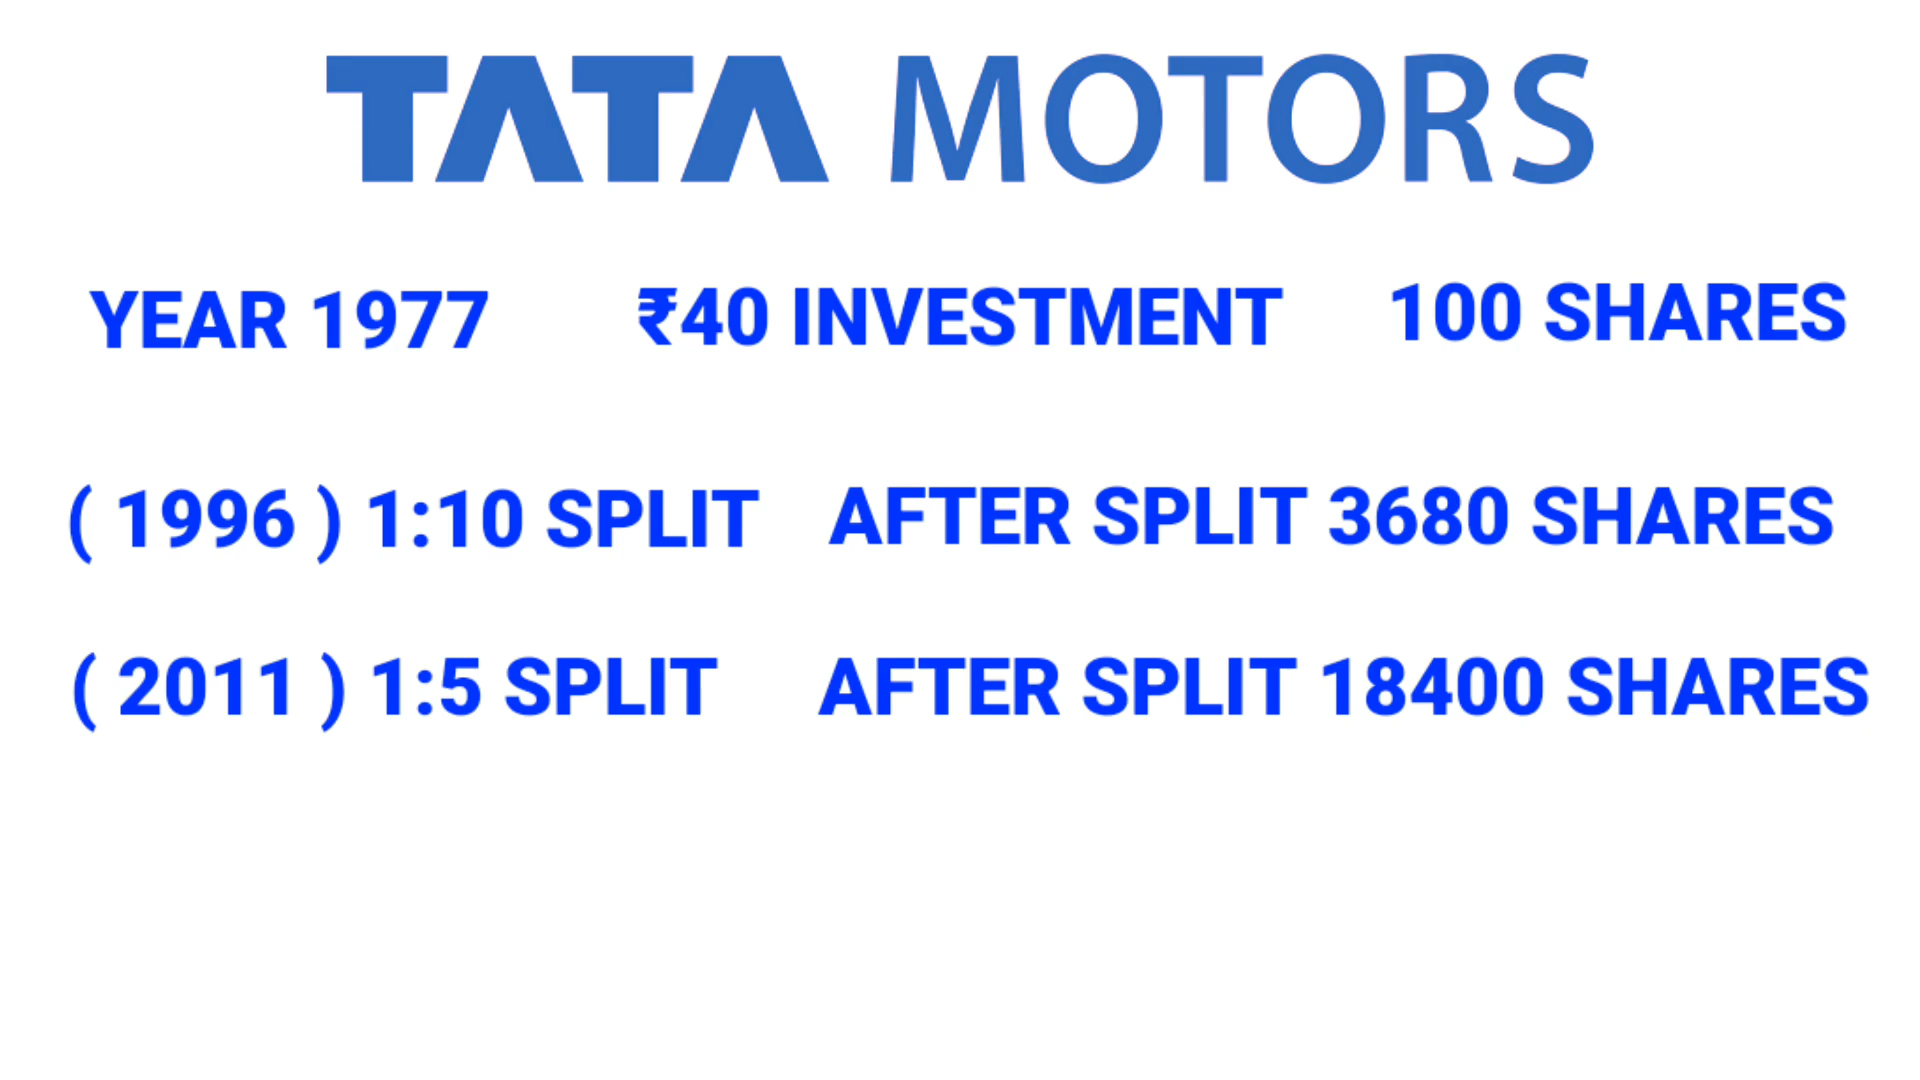 TATA MOTORS
YEAR 1977 ₹40 INVESTMENT 100 SHARES
( 1996 ) 1:10 SPLIT AFTER SPLIT 3680 SHARES
( 2011 ) 1:5 SPLIT AFTER SPLIT 18400 SHARES